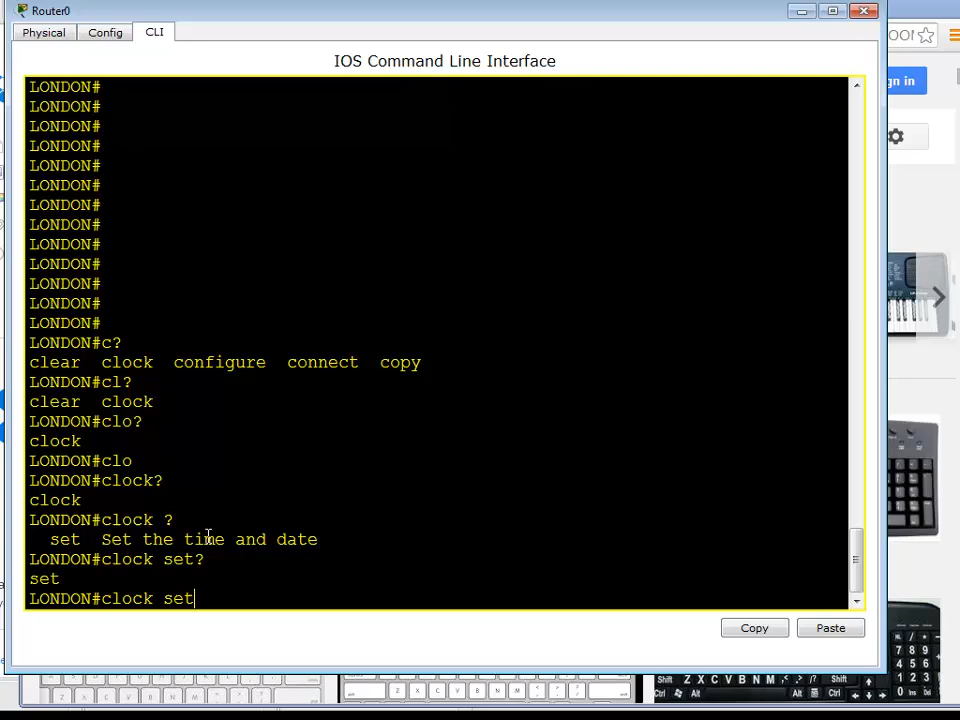 Router0
Physical Config CLI
IOS Command Line Interface
LONDON#
LONDON#
LONDON#
LONDON#
LONDON#
LONDON#
LONDON#
LONDON#
LONDON#
LONDON#
LONDON#
LONDON#
LONDON#
LONDON#c?
clear clock configure connect copy
LONDON#cl?
clear clock
LONDON#clo?
clock
LONDON#clo
LONDON#clock?
clock
LONDON#clock ?
set Set the time and date
LONDON#clock set?
set
LONDON#clock set
Copy Paste
gn in